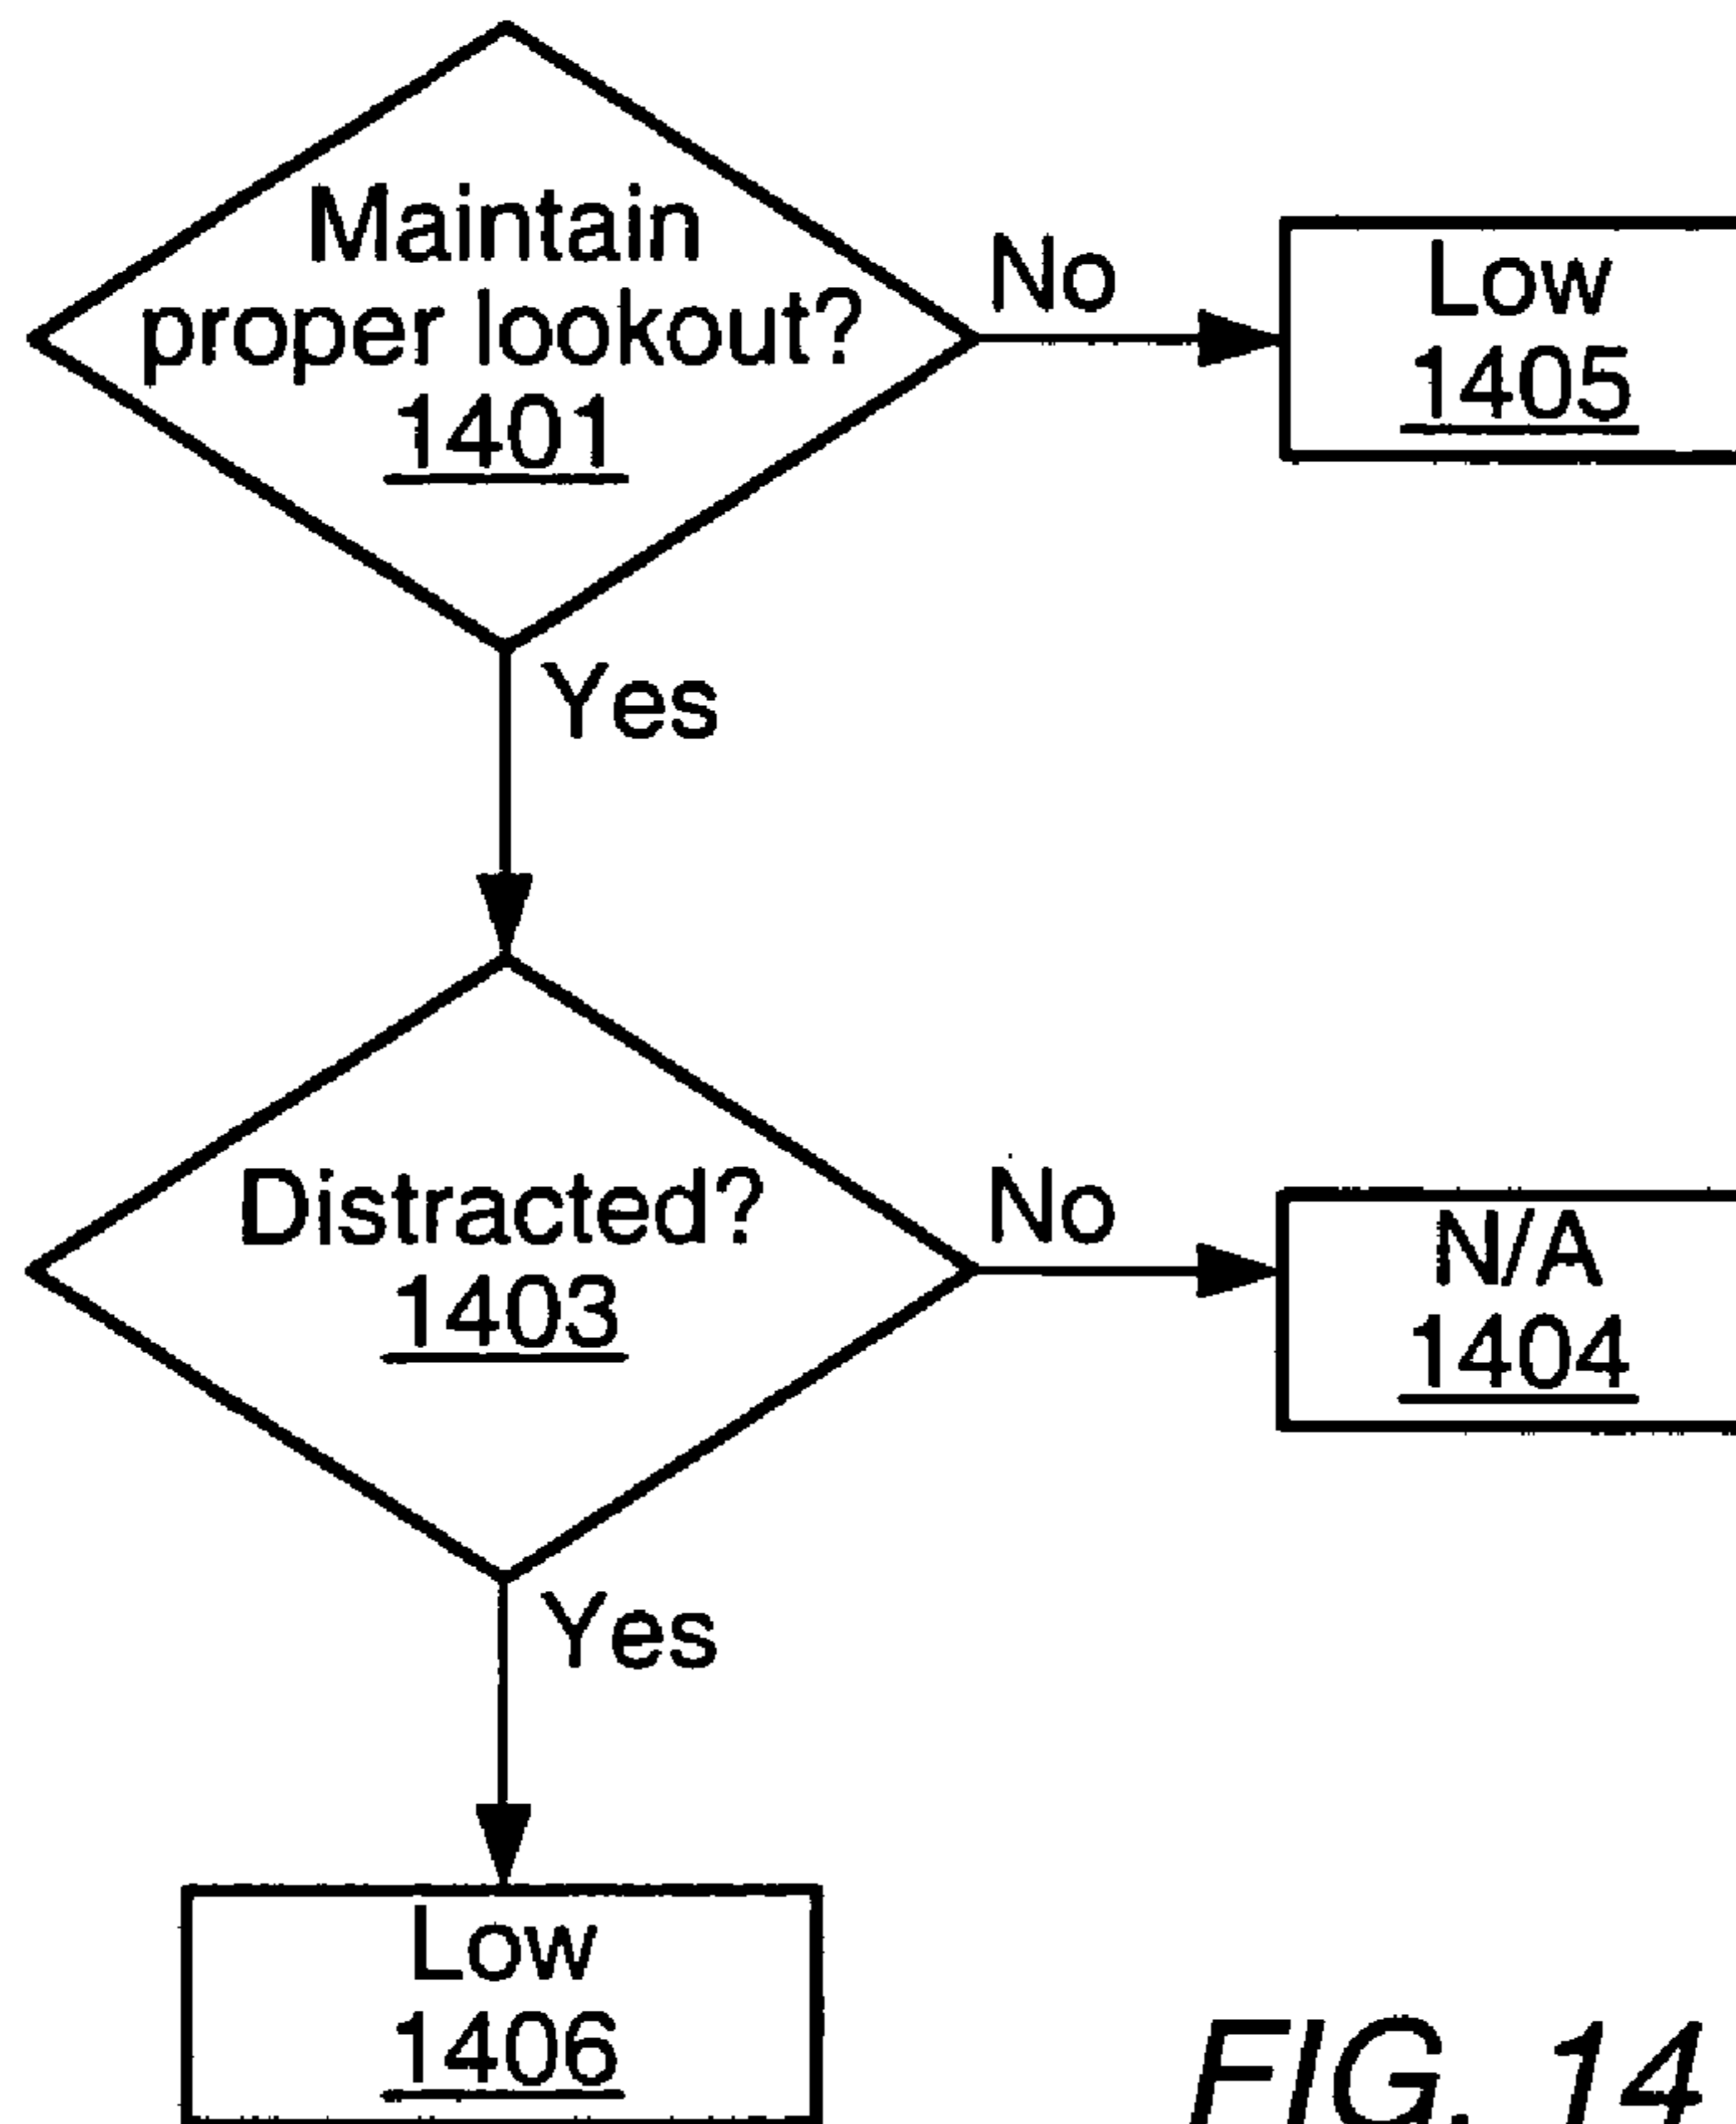 Maintain
proper lookout?
1401
No
Low
1405
Yes
Distracted?
1403
No
N/A
1404
Yes
Low
1406
FIG. 14